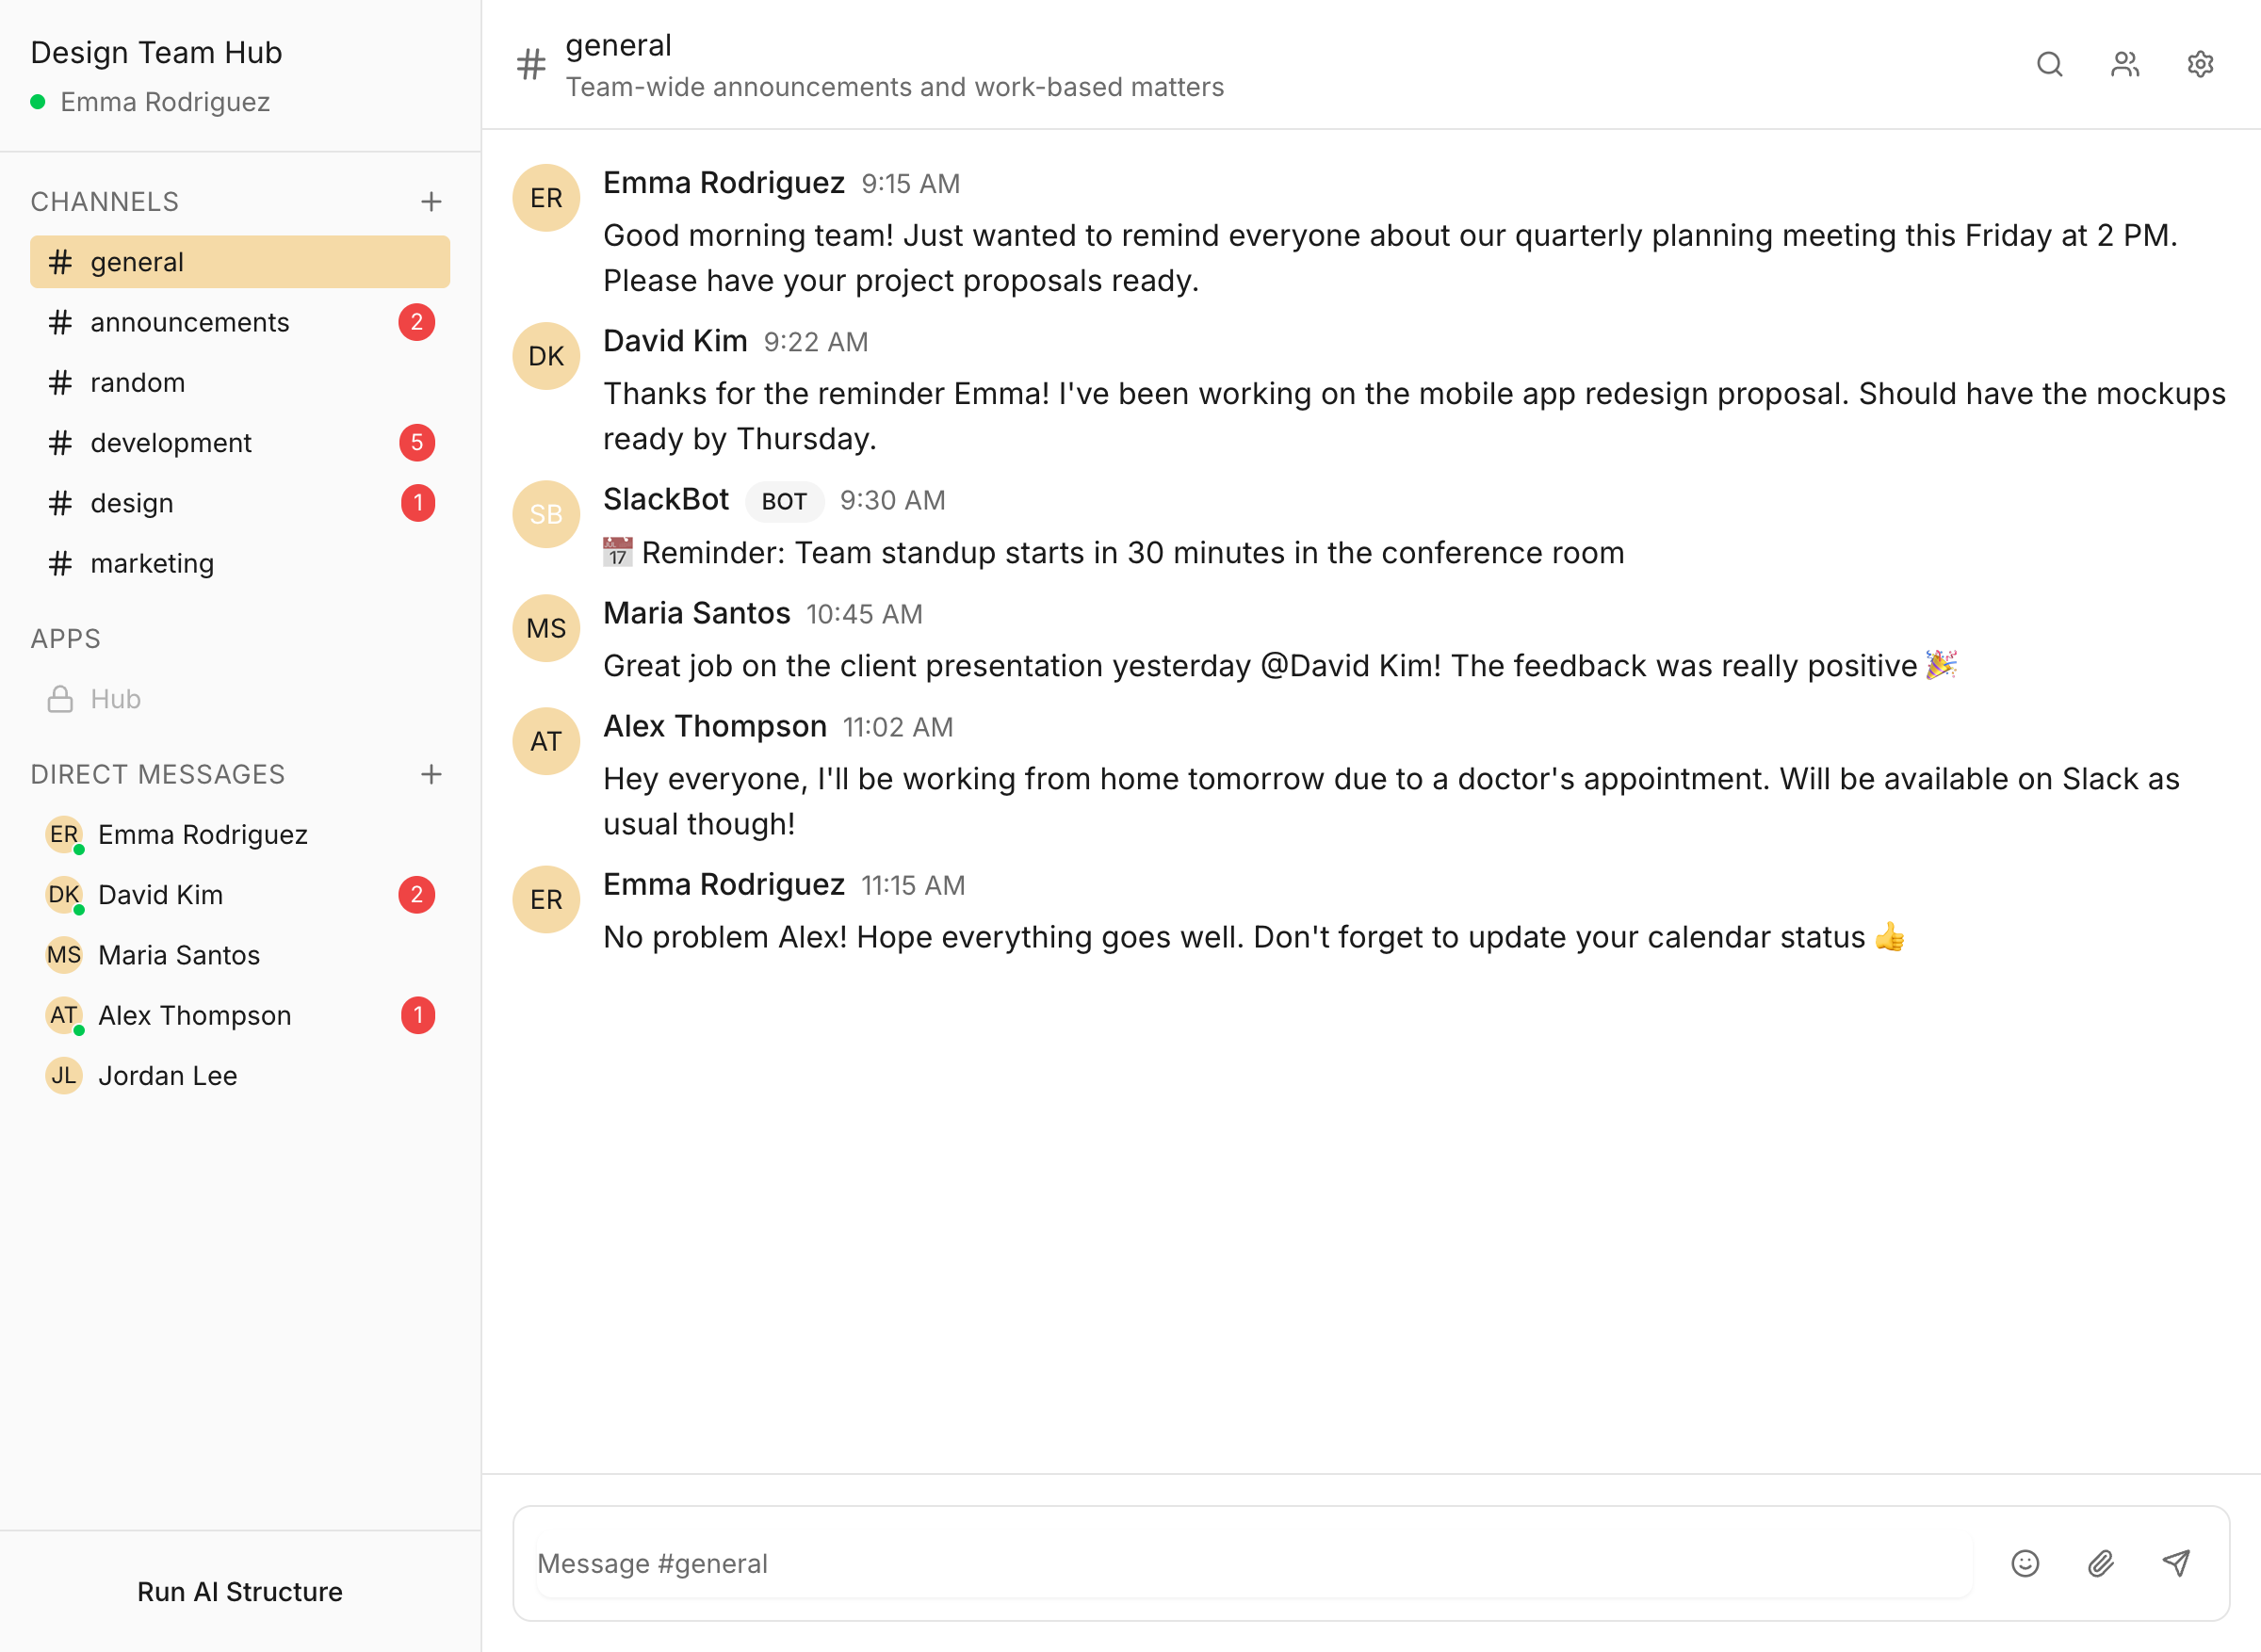 Design Team Hub
Emma Rodriguez
CHANNELS
general
announcements 2
random
development 5
design 1
marketing
APPS
Hub
DIRECT MESSAGES
ER Emma Rodriguez
DK David Kim 2
MS Maria Santos
AT Alex Thompson 1
JL Jordan Lee
Run AI Structure
# general
Team-wide announcements and work-based matters
ER
Emma Rodriguez 9:15 AM
Good morning team! Just wanted to remind everyone about our quarterly planning meeting this Friday at 2 PM.
Please have your project proposals ready.
DK
David Kim 9:22 AM
Thanks for the reminder Emma! I've been working on the mobile app redesign proposal. Should have the mockups
ready by Thursday.
SB
SlackBot BOT 9:30 AM
📅 Reminder: Team standup starts in 30 minutes in the conference room
MS
Maria Santos 10:45 AM
Great job on the client presentation yesterday @David Kim! The feedback was really positive 🎉
AT
Alex Thompson 11:02 AM
Hey everyone, I'll be working from home tomorrow due to a doctor's appointment. Will be available on Slack as
usual though!
ER
Emma Rodriguez 11:15 AM
No problem Alex! Hope everything goes well. Don't forget to update your calendar status 👍
Message #general